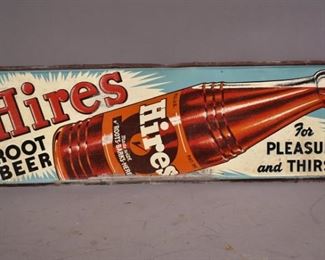 Hires
ROOT
BEER
Hires
For
PLEASU
and THIRS